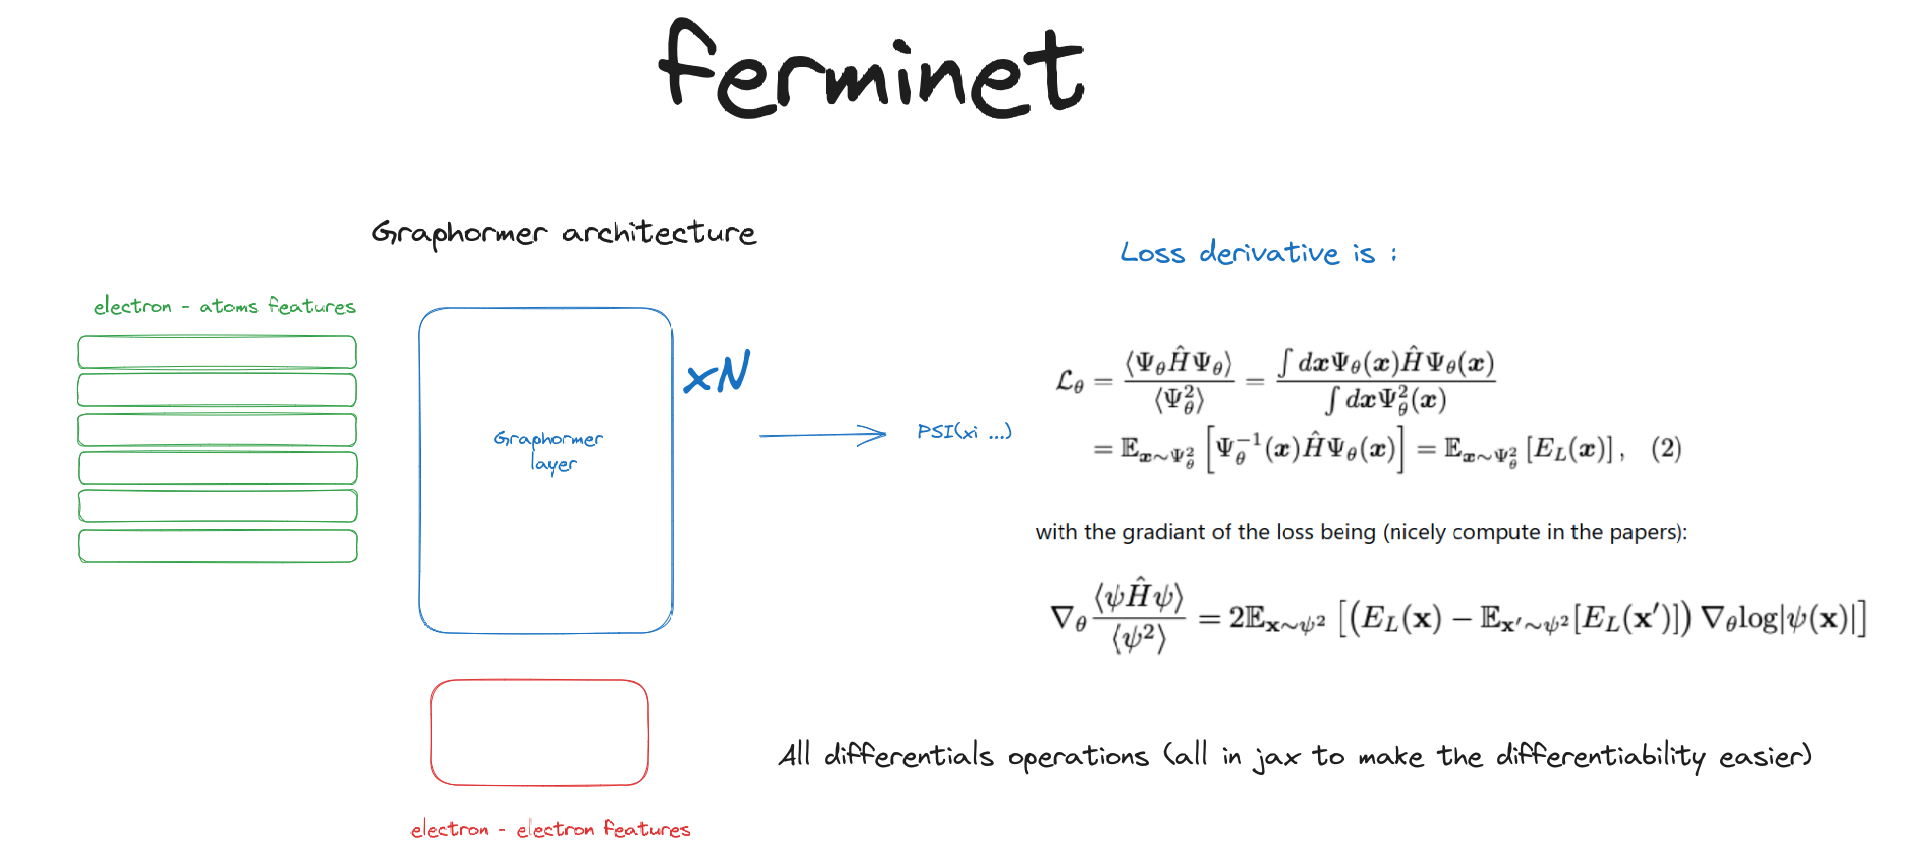 ferminet
Graphormer architecture
electron - atoms features
xN
Graphormer
layer
PSI(xi ...)
electron - electron features
Loss derivative is :
$\mathcal{L}_\theta = \frac{\langle \Psi_\theta \hat{H} \Psi_\theta \rangle}{\langle \Psi_\theta^2 \rangle} = \frac{\int d\boldsymbol{x} \Psi_\theta(\boldsymbol{x}) \hat{H} \Psi_\theta(\boldsymbol{x})}{\int d\boldsymbol{x} \Psi_\theta^2(\boldsymbol{x})}$
$= \mathbb{E}_{\boldsymbol{x} \sim \Psi_\theta^2} \left[ \Psi_\theta^{-1}(\boldsymbol{x}) \hat{H} \Psi_\theta(\boldsymbol{x}) \right] = \mathbb{E}_{\boldsymbol{x} \sim \Psi_\theta^2} [E_L(\boldsymbol{x})], \quad (2)$
with the gradiant of the loss being (nicely compute in the papers):
$\nabla_\theta \frac{\langle \psi \hat{H} \psi \rangle}{\langle \psi^2 \rangle} = 2\mathbb{E}_{\mathbf{x} \sim \psi^2} \left[ \left( E_L(\mathbf{x}) - \mathbb{E}_{\mathbf{x}' \sim \psi^2} [E_L(\mathbf{x}')] \right) \nabla_\theta \log|\psi(\mathbf{x})| \right]$
All differentials operations (all in jax to make the differentiability easier)